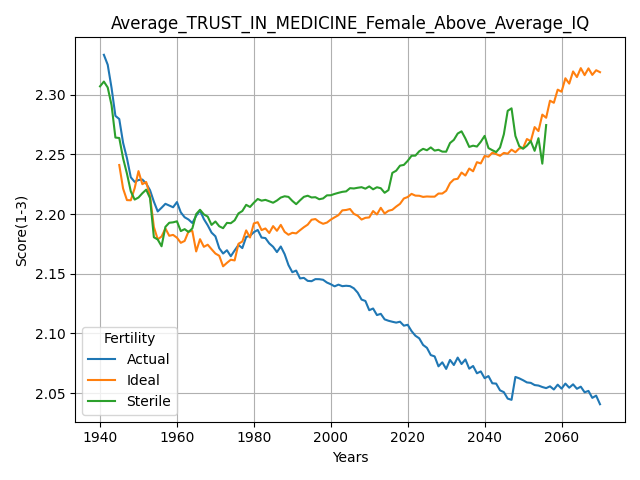 Average_TRUST_IN_MEDICINE_Female_Above_Average_IQ
Score(1-3)
2.30
2.25
2.20
2.15
2.10
2.05
Fertility
Actual
Ideal
Sterile
1940 1960 1980 2000 2020 2040 2060
Years